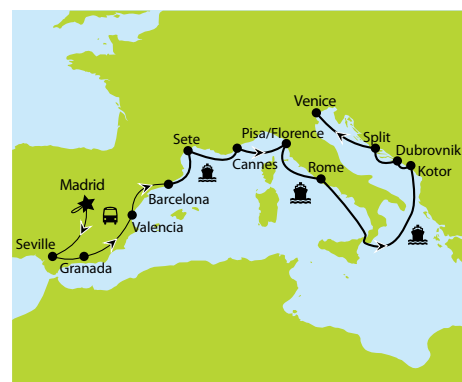 Venice
Pisa/Florence
Split
Sete
Dubrovnik
Cannes
Rome
Kotor
Madrid
Barcelona
Valencia
Seville
Granada